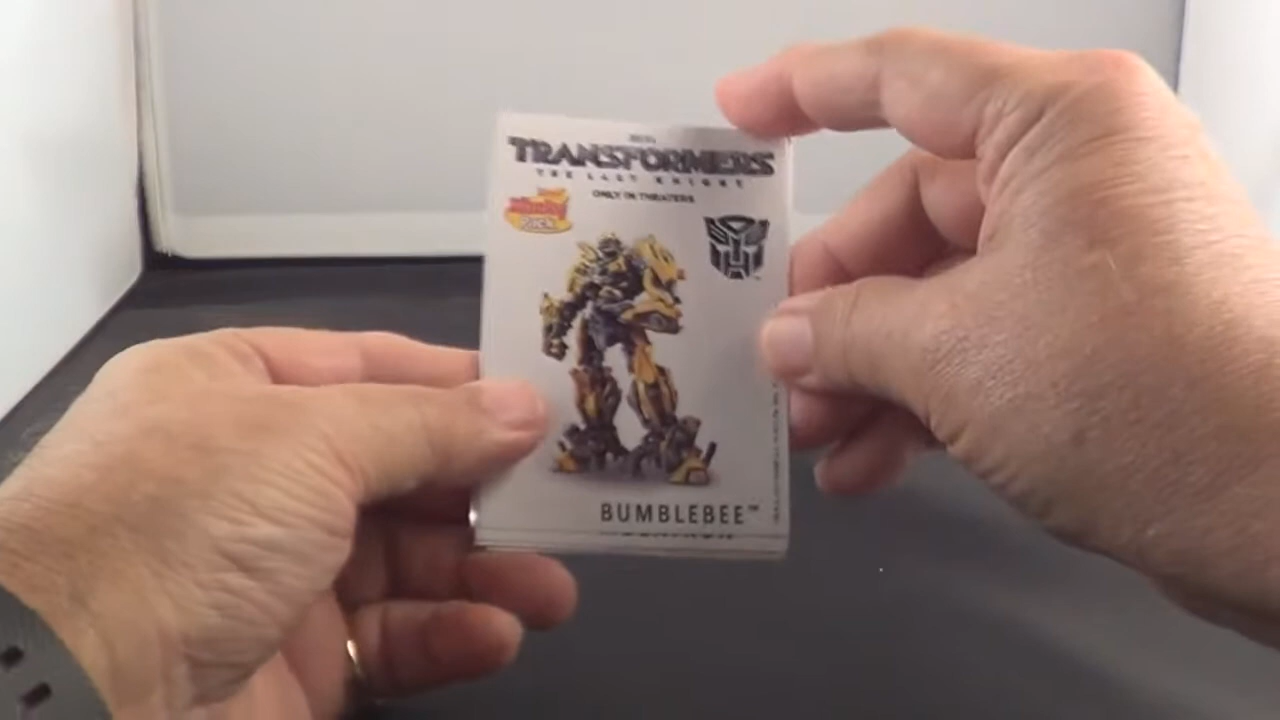 TRANSFORMERS
THE LAST KNIGHT
ONLY IN THEATERS
BUMBLEBEE™